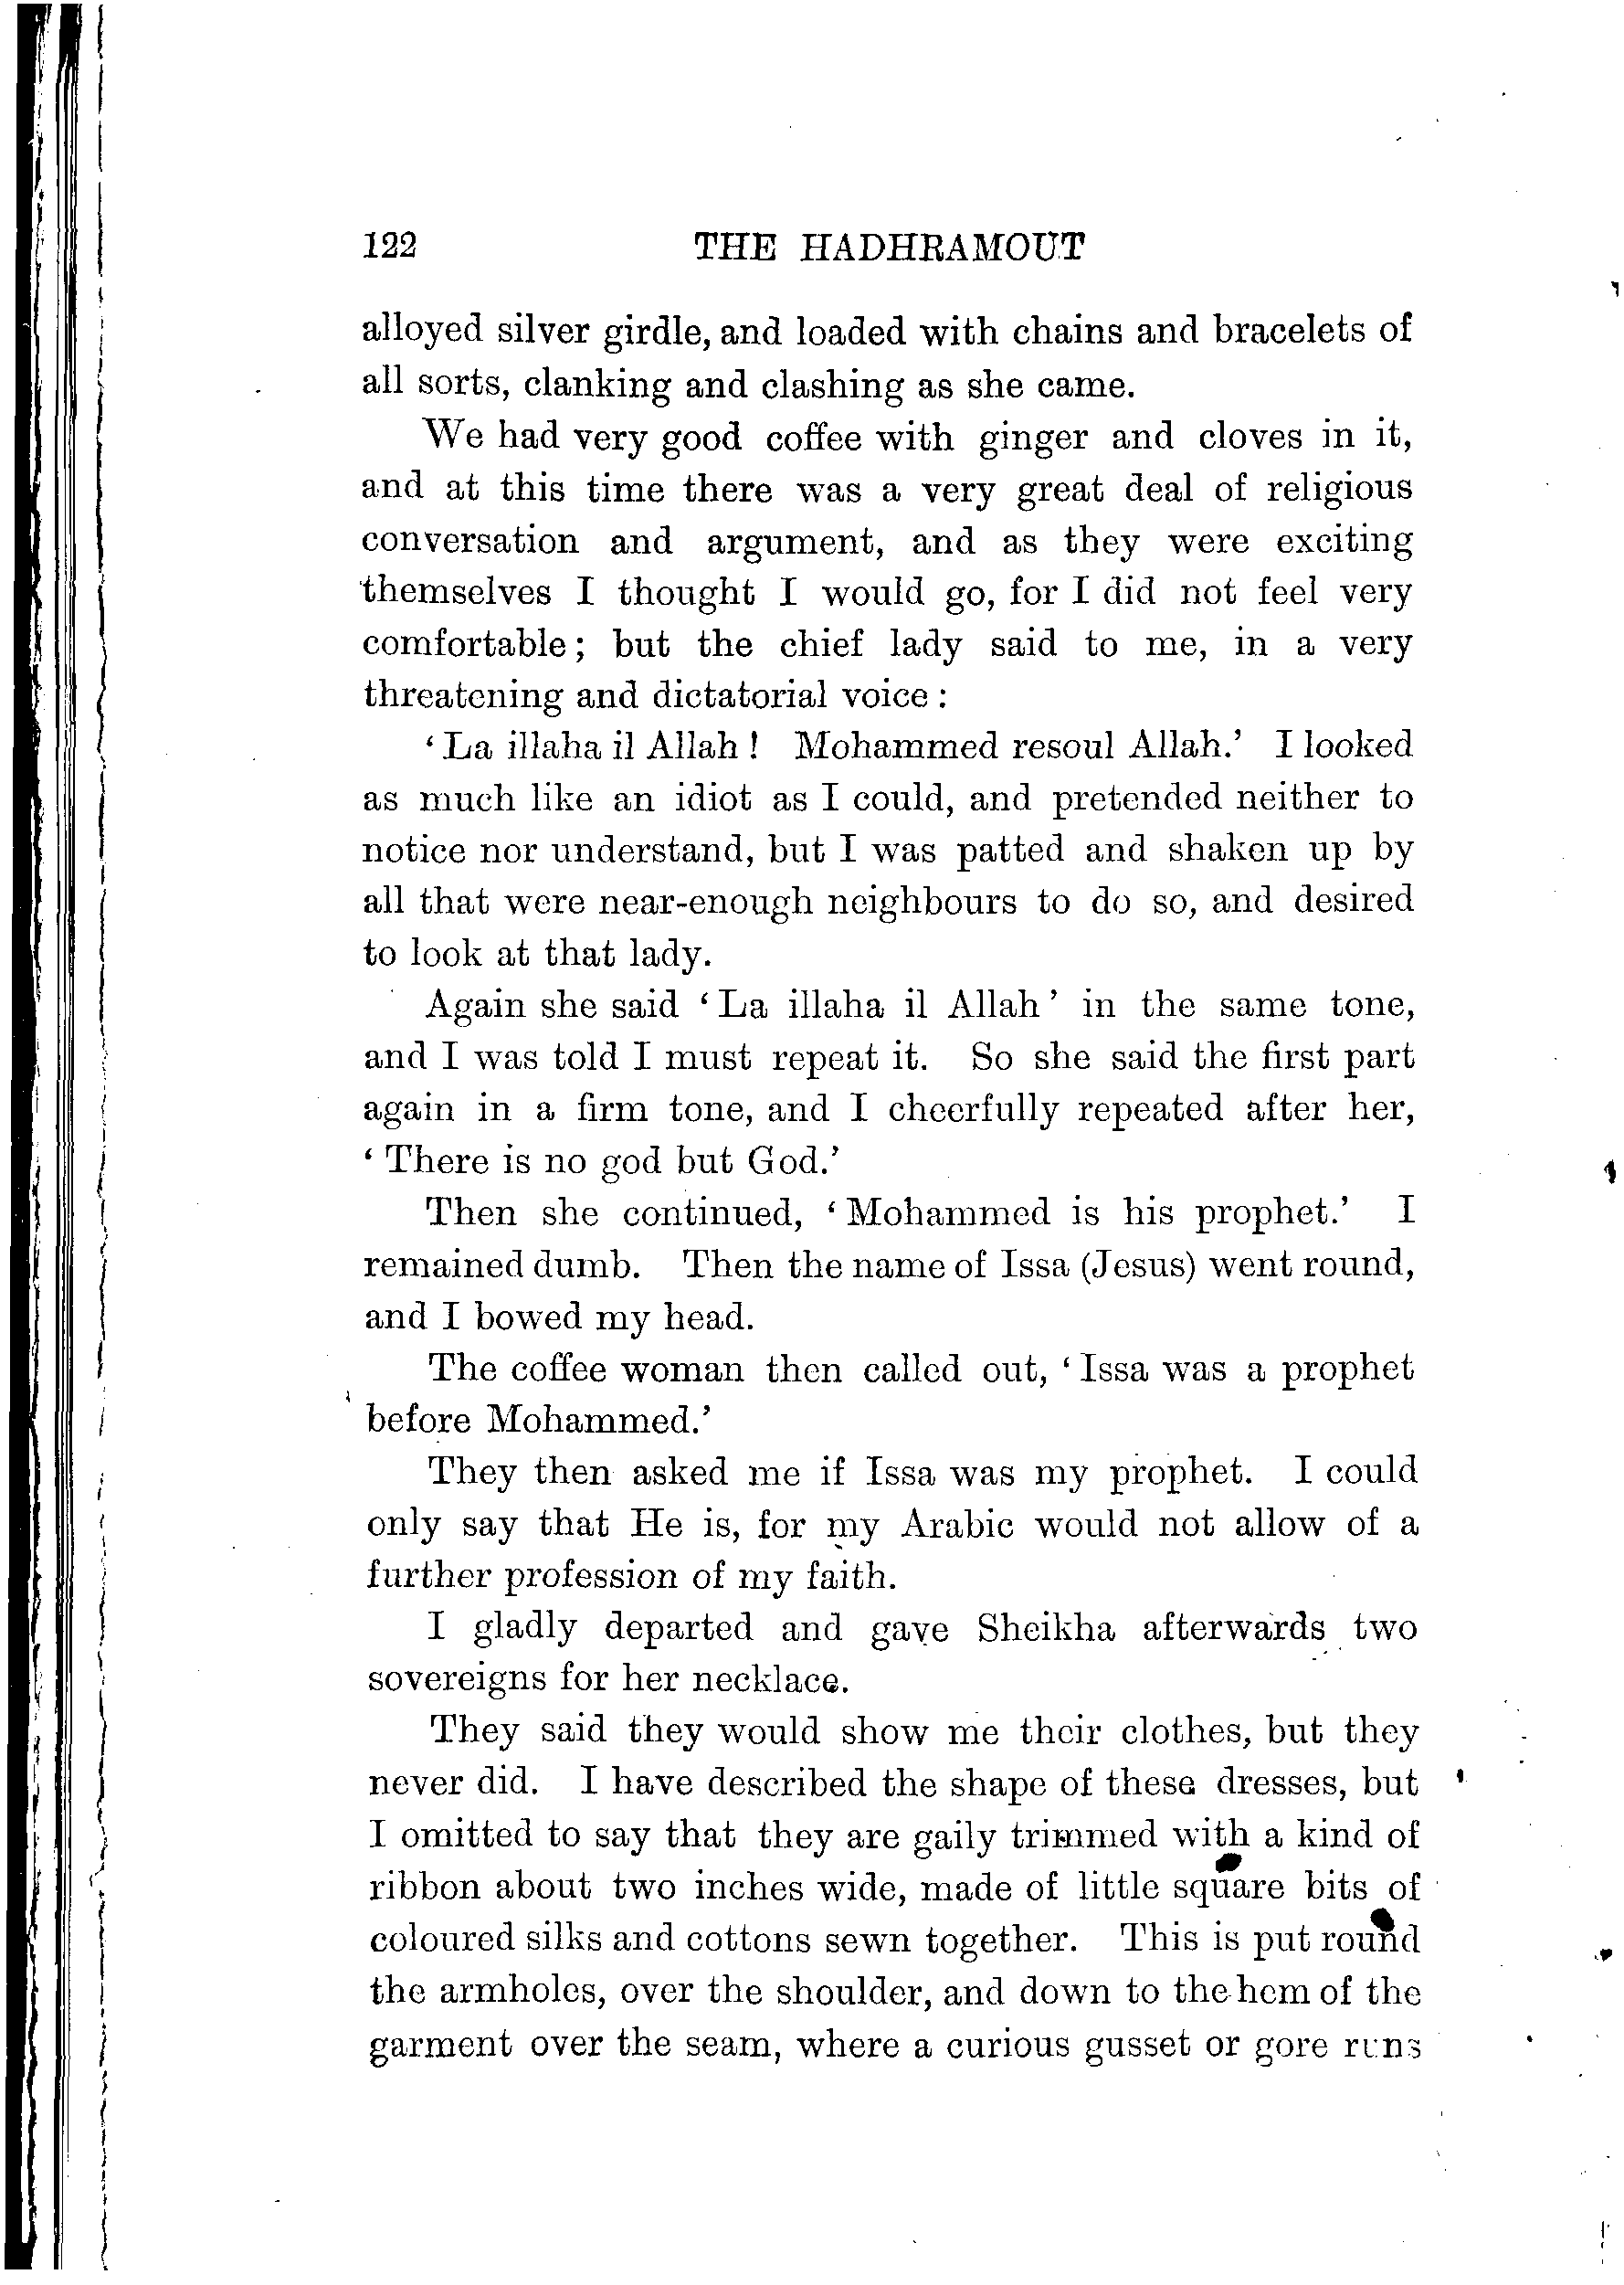 122 THE HADHRAMOUT
alloyed silver girdle, and loaded with chains and bracelets of
all sorts, clanking and clashing as she came.
We had very good coffee with ginger and cloves in it,
and at this time there was a very great deal of religious
conversation and argument, and as they were exciting
themselves I thought I would go, for I did not feel very
comfortable; but the chief lady said to me, in a very
threatening and dictatorial voice:
'La illaha il Allah! Mohammed resoul Allah.' I looked
as much like an idiot as I could, and pretended neither to
notice nor understand, but I was patted and shaken up by
all that were near-enough neighbours to do so, and desired
to look at that lady.
Again she said 'La illaha il Allah' in the same tone,
and I was told I must repeat it. So she said the first part
again in a firm tone, and I cheerfully repeated after her,
'There is no god but God.'
Then she continued, 'Mohammed is his prophet.' I
remained dumb. Then the name of Issa (Jesus) went round,
and I bowed my head.
The coffee woman then called out, 'Issa was a prophet
before Mohammed.'
They then asked me if Issa was my prophet. I could
only say that He is, for my Arabic would not allow of a
further profession of my faith.
I gladly departed and gave Sheikha afterwards two
sovereigns for her necklace.
They said they would show me their clothes, but they
never did. I have described the shape of these dresses, but
I omitted to say that they are gaily trimmed with a kind of
ribbon about two inches wide, made of little square bits of
coloured silks and cottons sewn together. This is put round
the armholes, over the shoulder, and down to the hem of the
garment over the seam, where a curious gusset or gore runs